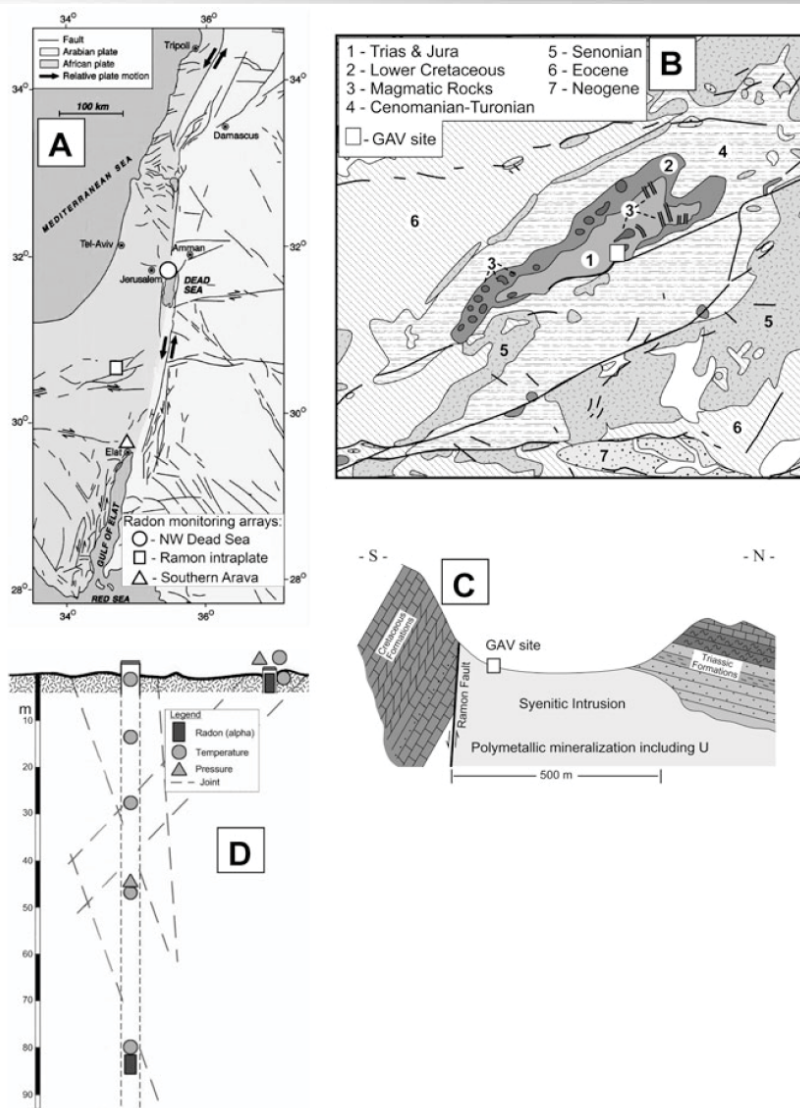 34° 36°
Fault
Arabian plate
African plate
Relative plate motion
100 km
A
Tripoli
34°
34°
Damascus
MEDITERRANEAN SEA
Tel-Aviv
32°
32°
Amman
Jerusalem
DEAD
SEA
30°
30°
Elat
GULF OF ELAT
Radon monitoring arrays:
- NW Dead Sea
- Ramon intraplate
- Southern Arava
28°
28°
RED SEA
34° 36°
1 - Trias & Jura
2 - Lower Cretaceous
3 - Magmatic Rocks
4 - Cenomanian-Turonian
5 - Senonian
6 - Eocene
7 - Neogene
- GAV site
B
4
2
3
6
1
3
5
5
6
7
- S -
- N -
C
Cretaceous
Formations
GAV site
Ramon Fault
Triassic
Formations
Syenitic Intrusion
Polymetallic mineralization including U
500 m
m
10
20
30
40
50
60
70
80
90
Legend
Radon (alpha)
Temperature
Pressure
Joint
D